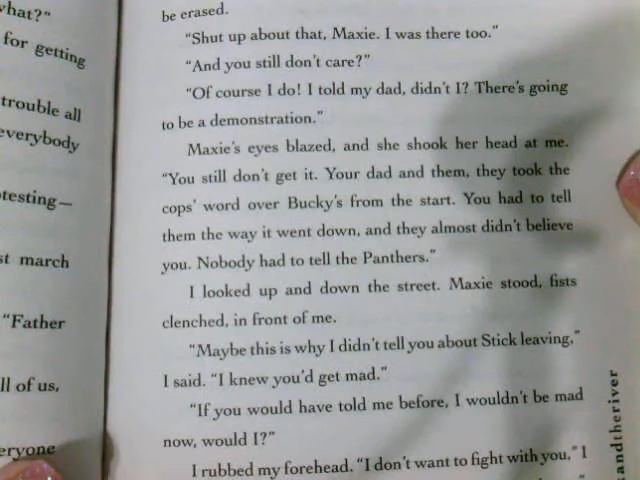 what?"
for getting
trouble all
everybody
testing—
st march
"Father
ll of us,
eryone
be erased.
"Shut up about that, Maxie. I was there too."
"And you still don't care?"
"Of course I do! I told my dad, didn't I? There's going
to be a demonstration."
Maxie's eyes blazed, and she shook her head at me.
"You still don't get it. Your dad and them, they took the
cops' word over Bucky's from the start. You had to tell
them the way it went down, and they almost didn't believe
you. Nobody had to tell the Panthers."
I looked up and down the street. Maxie stood, fists
clenched, in front of me.
"Maybe this is why I didn't tell you about Stick leaving,"
I said. "I knew you'd get mad."
"If you would have told me before, I wouldn't be mad
now, would I?"
I rubbed my forehead. "I don't want to fight with you," I
kandtheriver